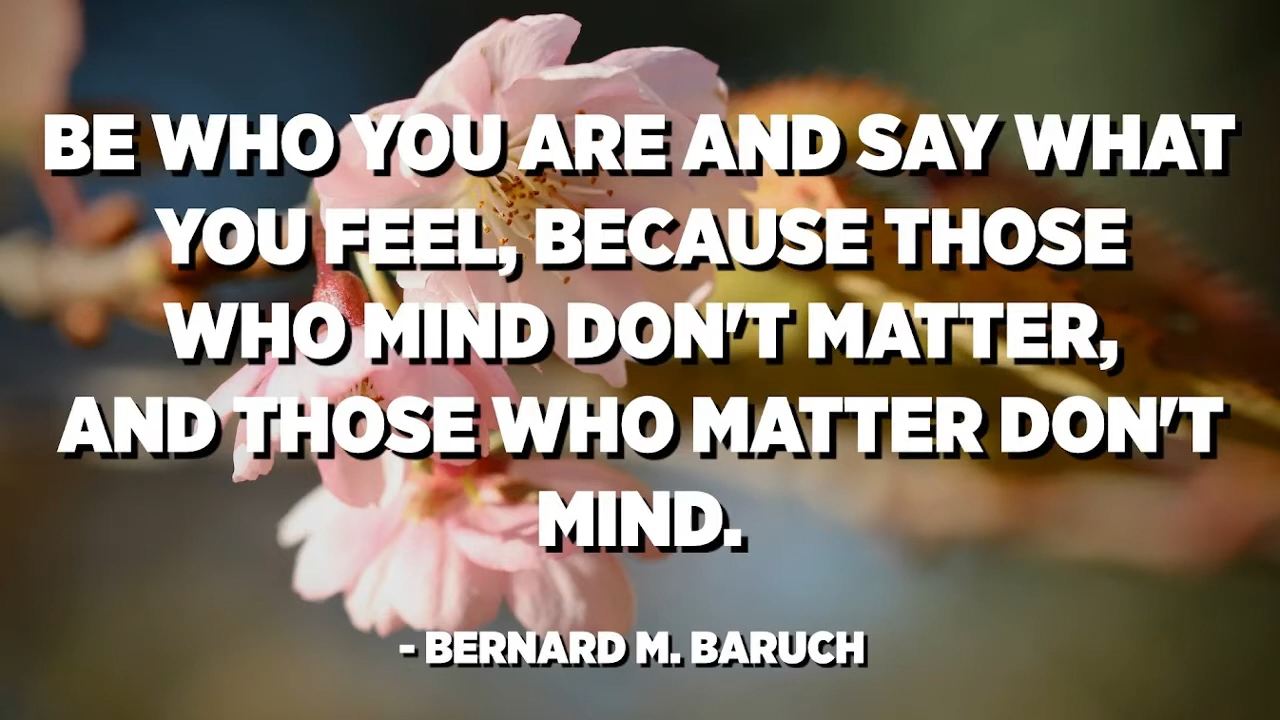 BE WHO YOU ARE AND SAY WHAT
YOU FEEL, BECAUSE THOSE
WHO MIND DON'T MATTER,
AND THOSE WHO MATTER DON'T
MIND.
- BERNARD M. BARUCH